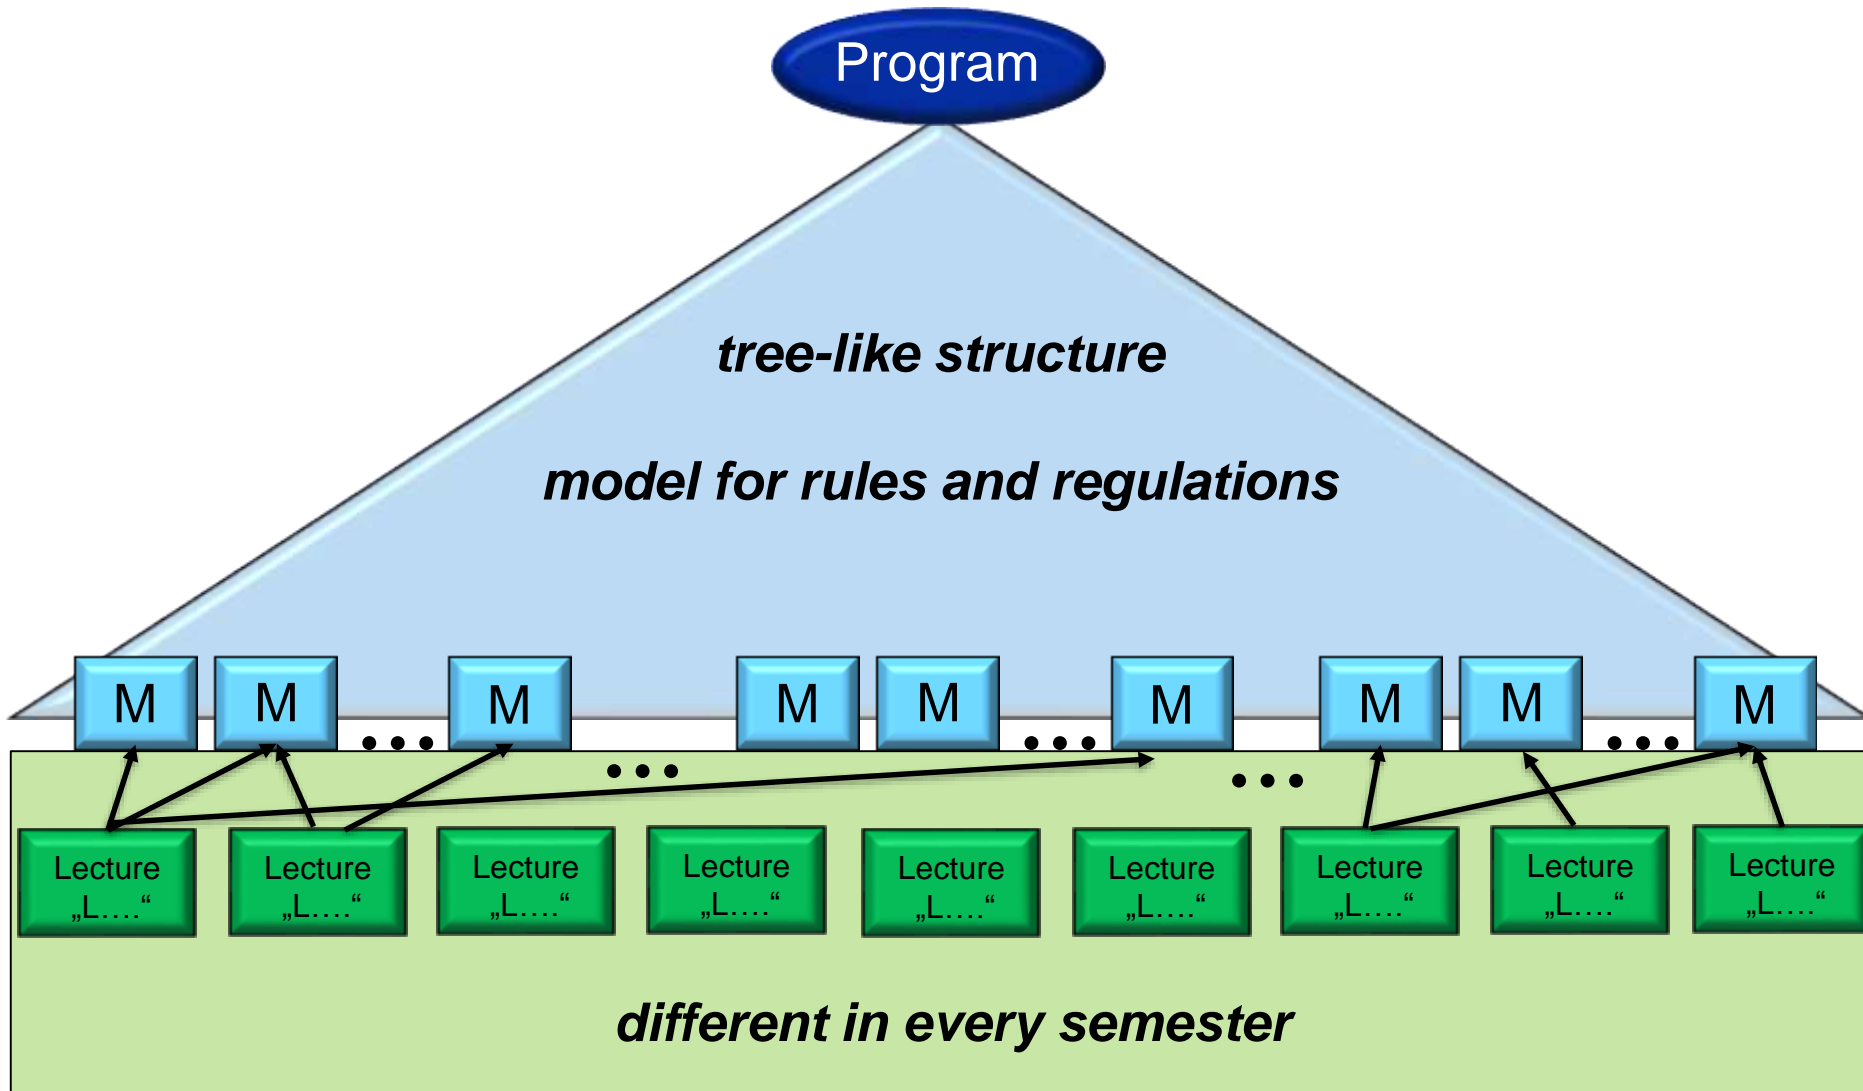 Program
tree-like structure
model for rules and regulations
M M ... M M M ... M M M ...  M
... ...
Lecture
„L....“
Lecture
„L....“
Lecture
„L....“
Lecture
„L....“
Lecture
„L....“
Lecture
„L....“
Lecture
„L....“
Lecture
„L....“
Lecture
„L....“
different in every semester